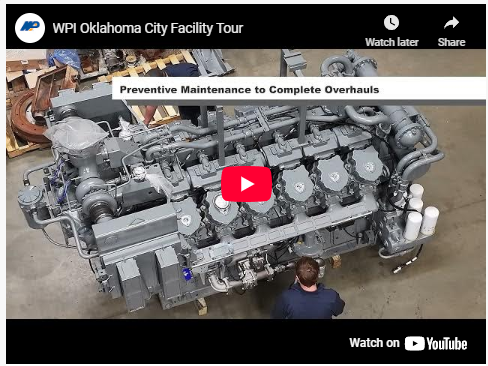 WPI Oklahoma City Facility Tour
Watch later
Share
Preventive Maintenance to Complete Overhauls
Watch on YouTube